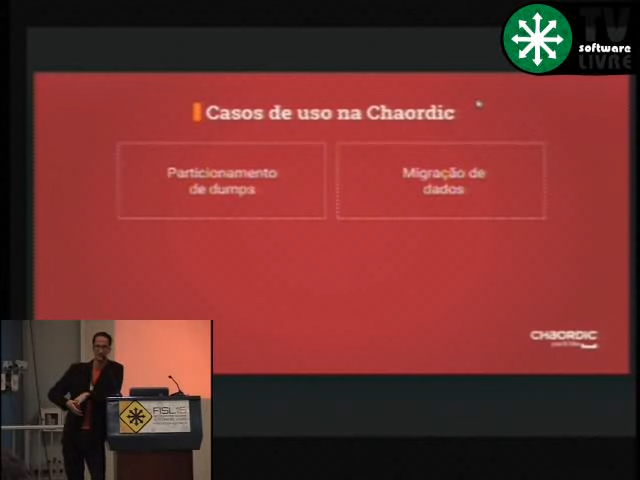 TV
software
LIVRE
Casos de uso na Chaordic
Particionamento
de dumps
Migração de
dados
CHAORDIC
FISL15